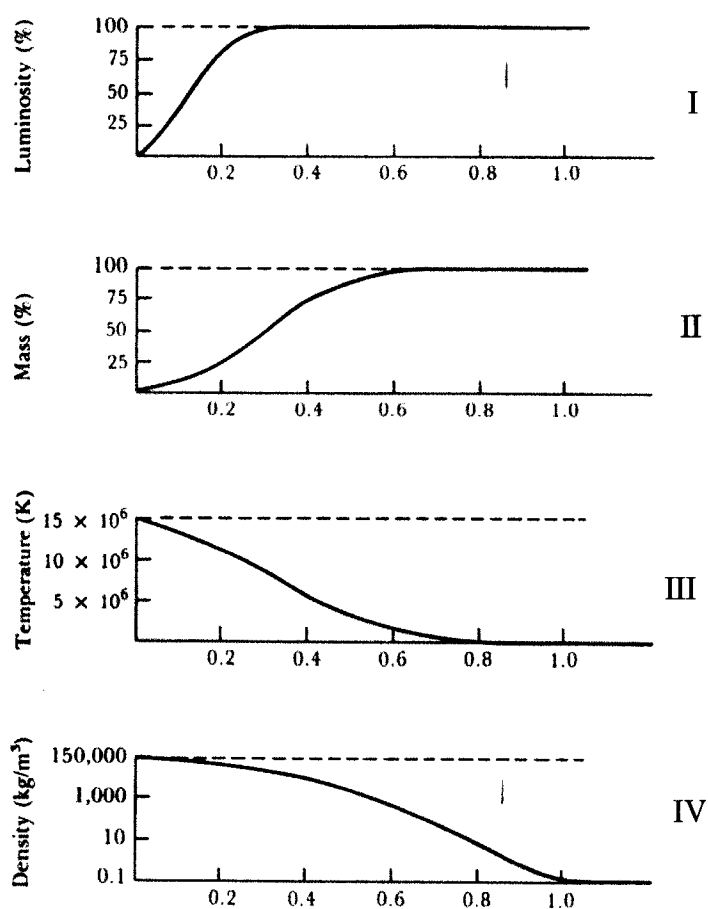 Luminosity (%)
100
75
50
25
0.2 0.4 0.6 0.8 1.0
I
Mass (%)
100
75
50
25
0.2 0.4 0.6 0.8 1.0
II
Temperature (K)
15 × 10⁶
10 × 10⁶
5 × 10⁶
0.2 0.4 0.6 0.8 1.0
III
Density (kg/m³)
150,000
1,000
10
0.1
0.2 0.4 0.6 0.8 1.0
IV